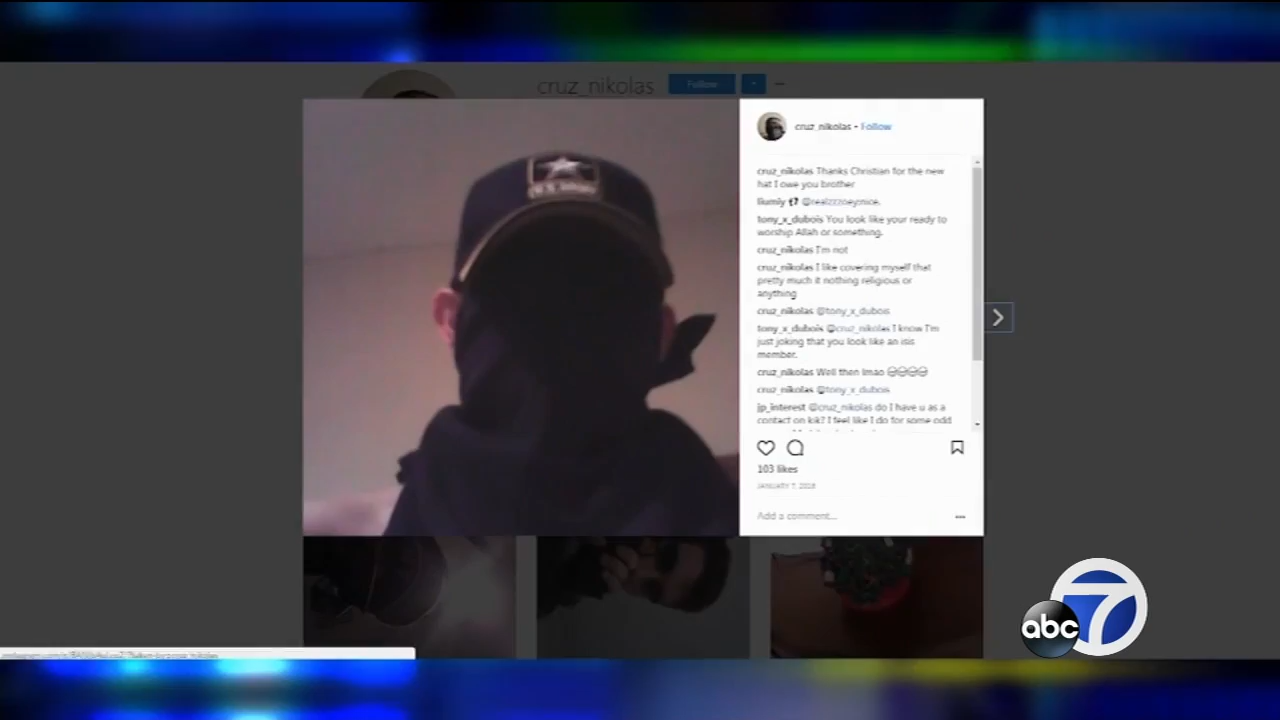 cruz_nikolas Follow
cruz_nikolas • Follow
cruz_nikolas Thanks Christian for the new
hat I owe you brother
@realzzzoeyznice.
tony_x_dubois You look like your ready to
worship Allah or something.
cruz_nikolas I'm not
cruz_nikolas I like covering myself that
pretty much it nothing religious or
anything
cruz_nikolas @tony_x_dubois
tony_x_dubois @cruz_nikolas I know I'm
just joking that you look like an isis
member.
cruz_nikolas Well then lmao 😂😂😂😂
cruz_nikolas @tony_x_dubois
jp_interest @cruz_nikolas do I have u as a
contact on kik? I feel like I do for some odd
103 likes
JANUARY 7, 2018
Add a comment...
U.S. ARMY
abc 7